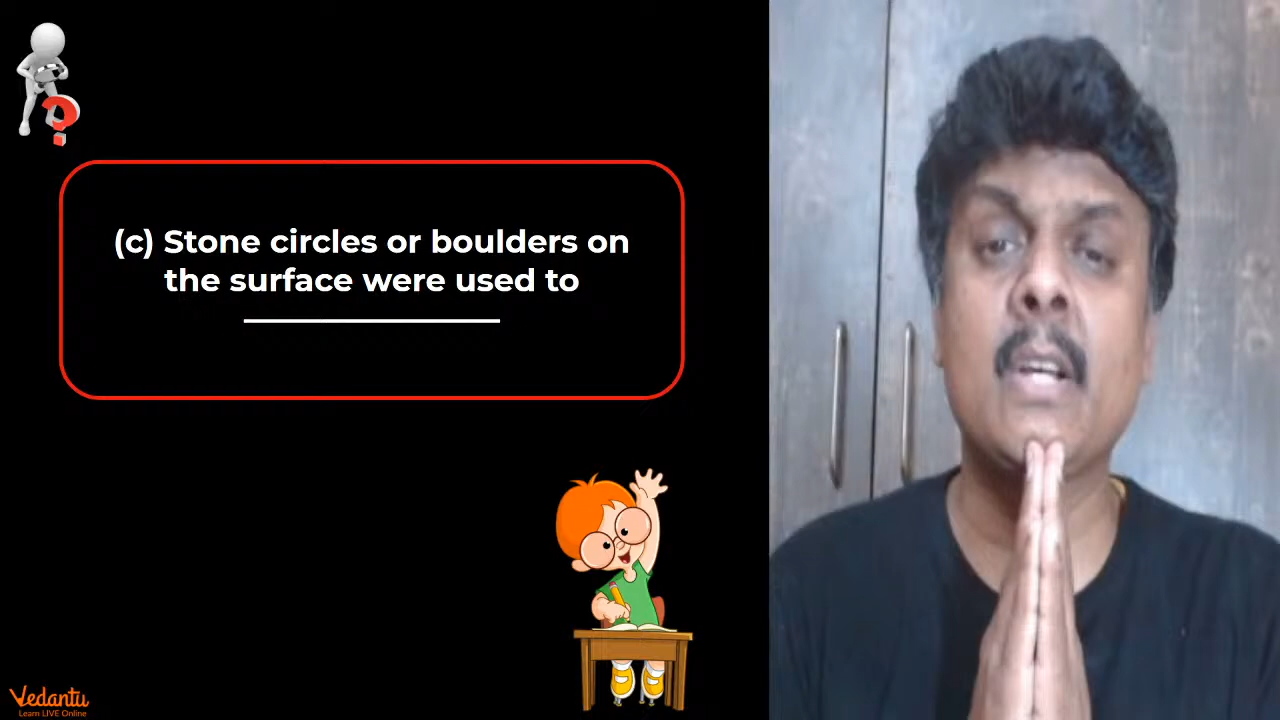 (c) Stone circles or boulders on
the surface were used to
Vedantu
Learn LIVE Online